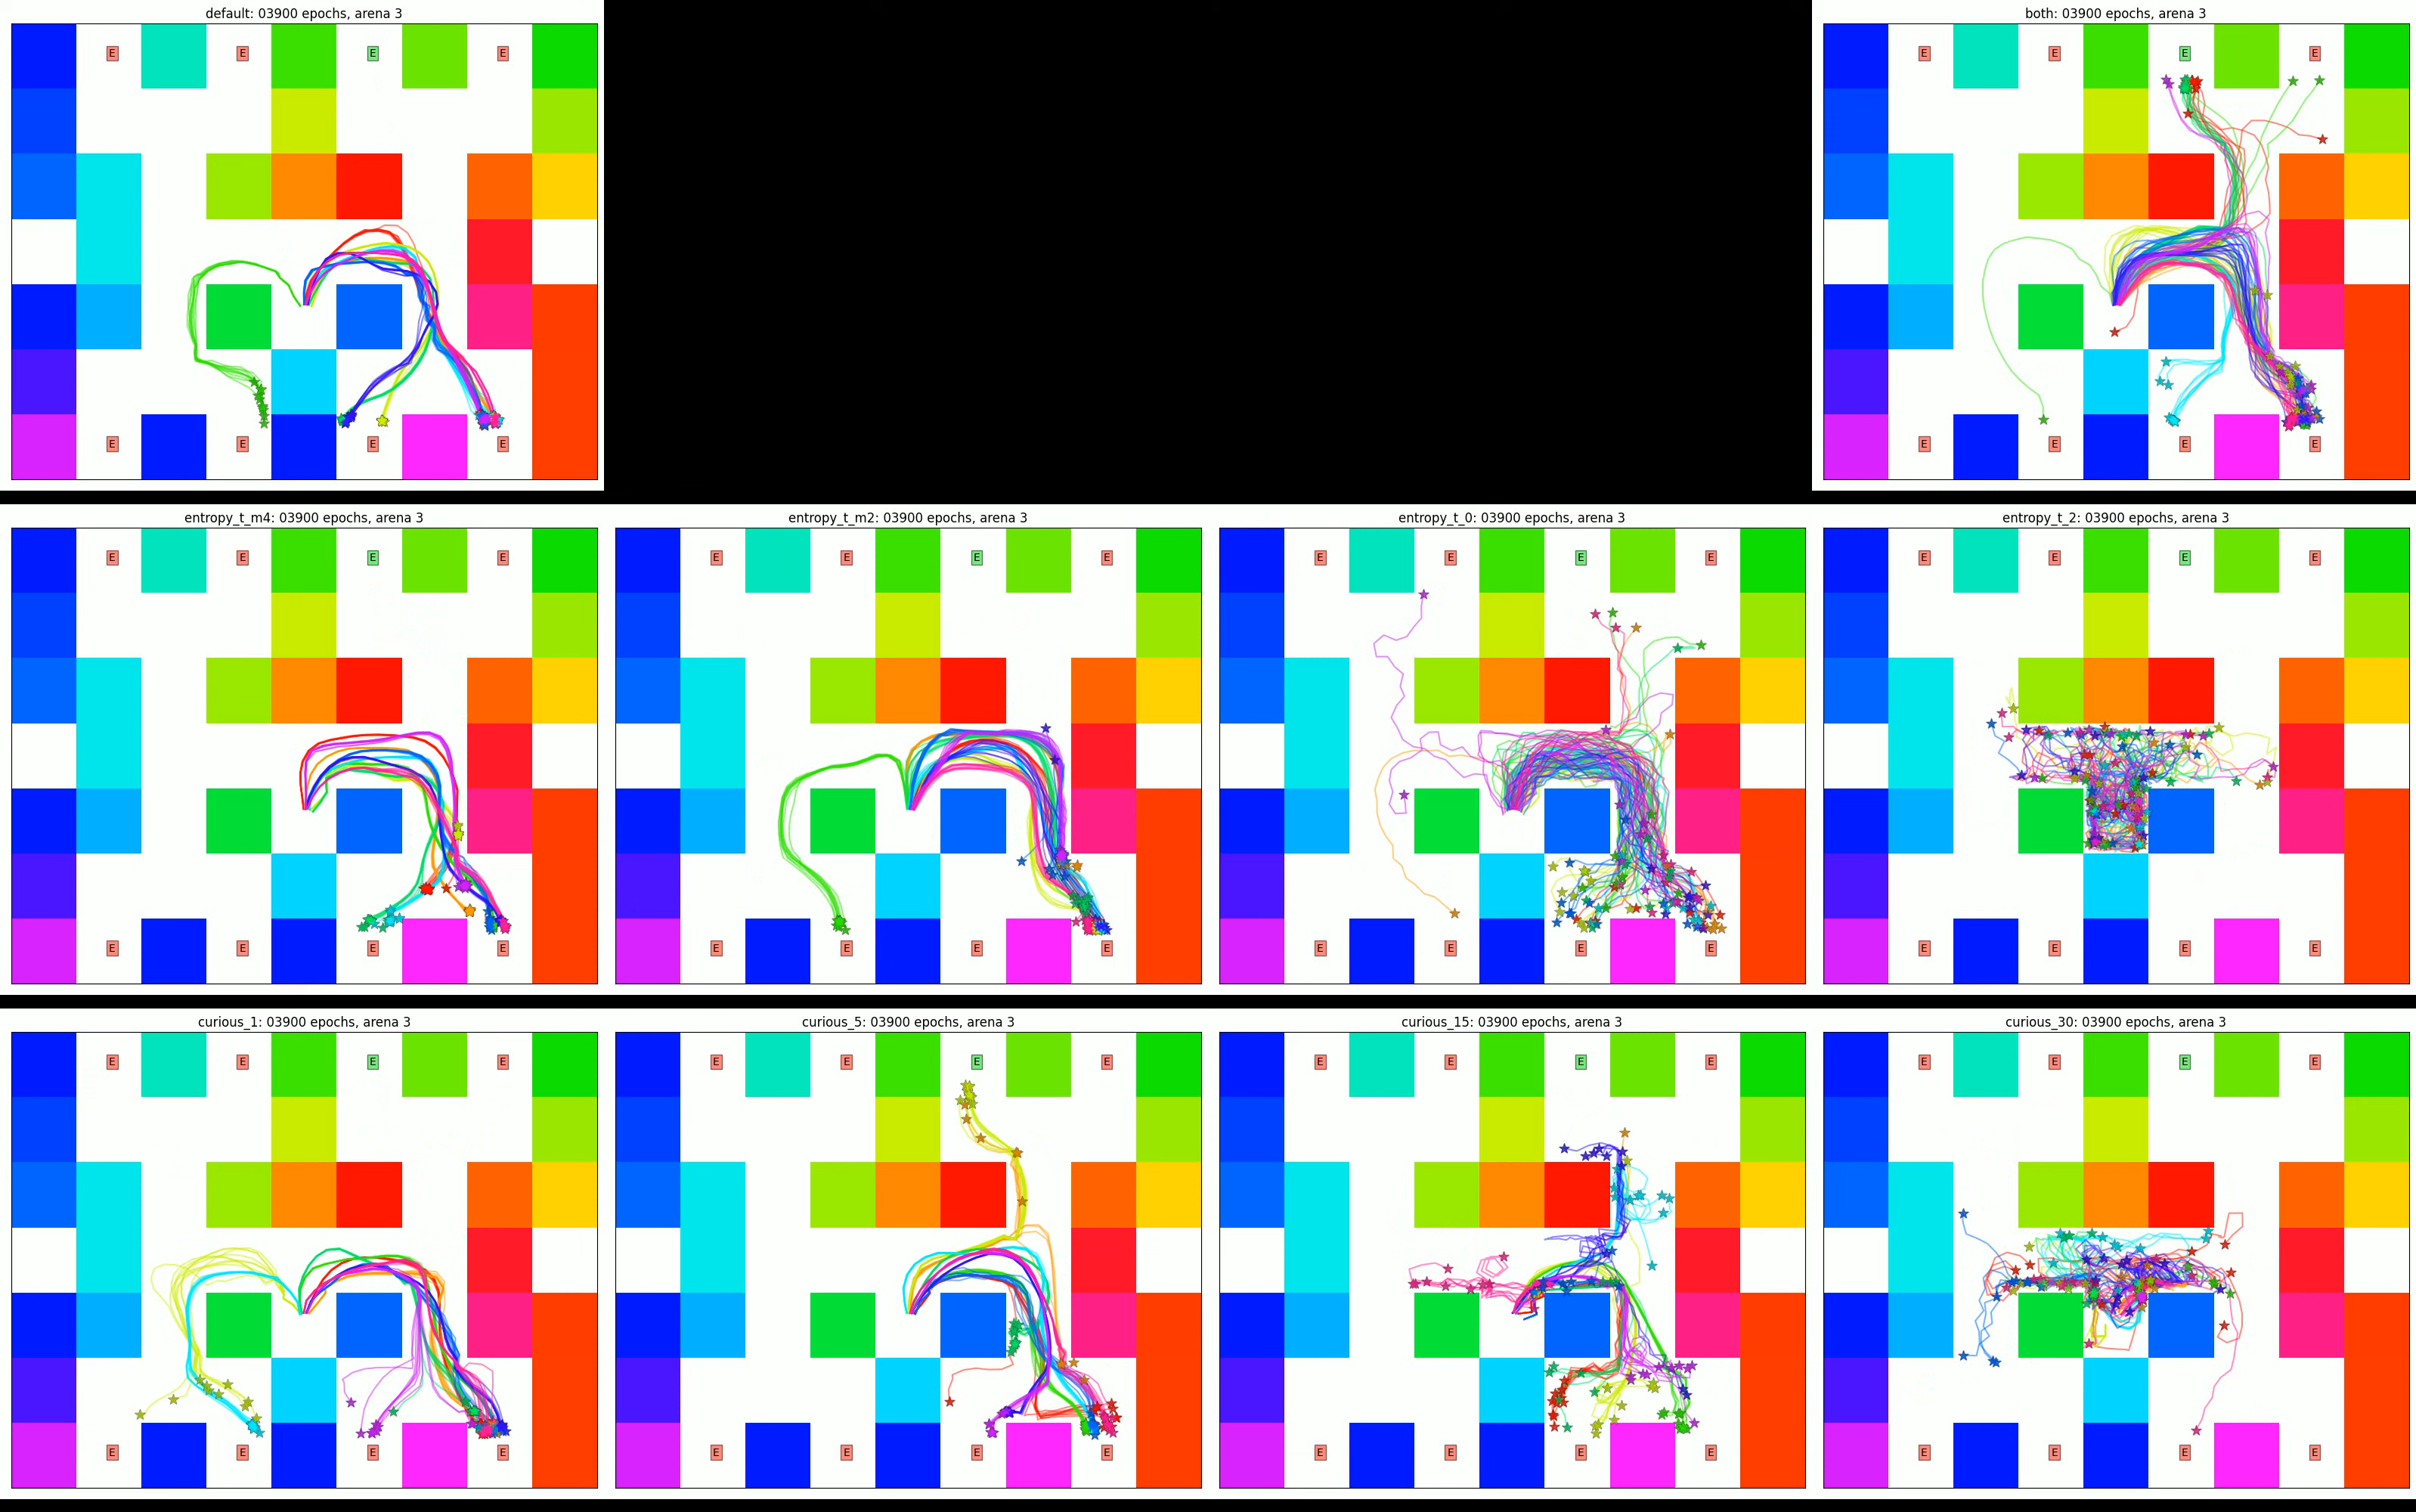 default: 03900 epochs, arena 3
both: 03900 epochs, arena 3
E E E E
E E E E
E E E E
E E E E
entropy_t_m4: 03900 epochs, arena 3
entropy_t_m2: 03900 epochs, arena 3
entropy_t_0: 03900 epochs, arena 3
entropy_t_2: 03900 epochs, arena 3
E E E E
E E E E
E E E E
E E E E
E E E E
E E E E
E E E E
E E E E
curious_1: 03900 epochs, arena 3
curious_5: 03900 epochs, arena 3
curious_15: 03900 epochs, arena 3
curious_30: 03900 epochs, arena 3
E E E E
E E E E
E E E E
E E E E
E E E E
E E E E
E E E E
E E E E